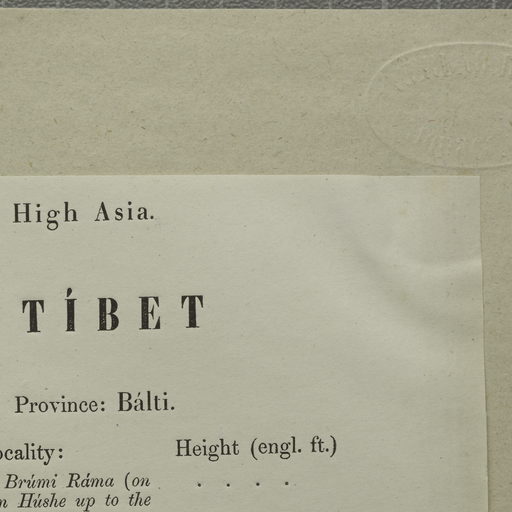 High Asia.
TÍBET
Province: Bálti.
ocality: Height (engl. ft.)
Brúmi Ráma (on . . . .
n Húshe up to the